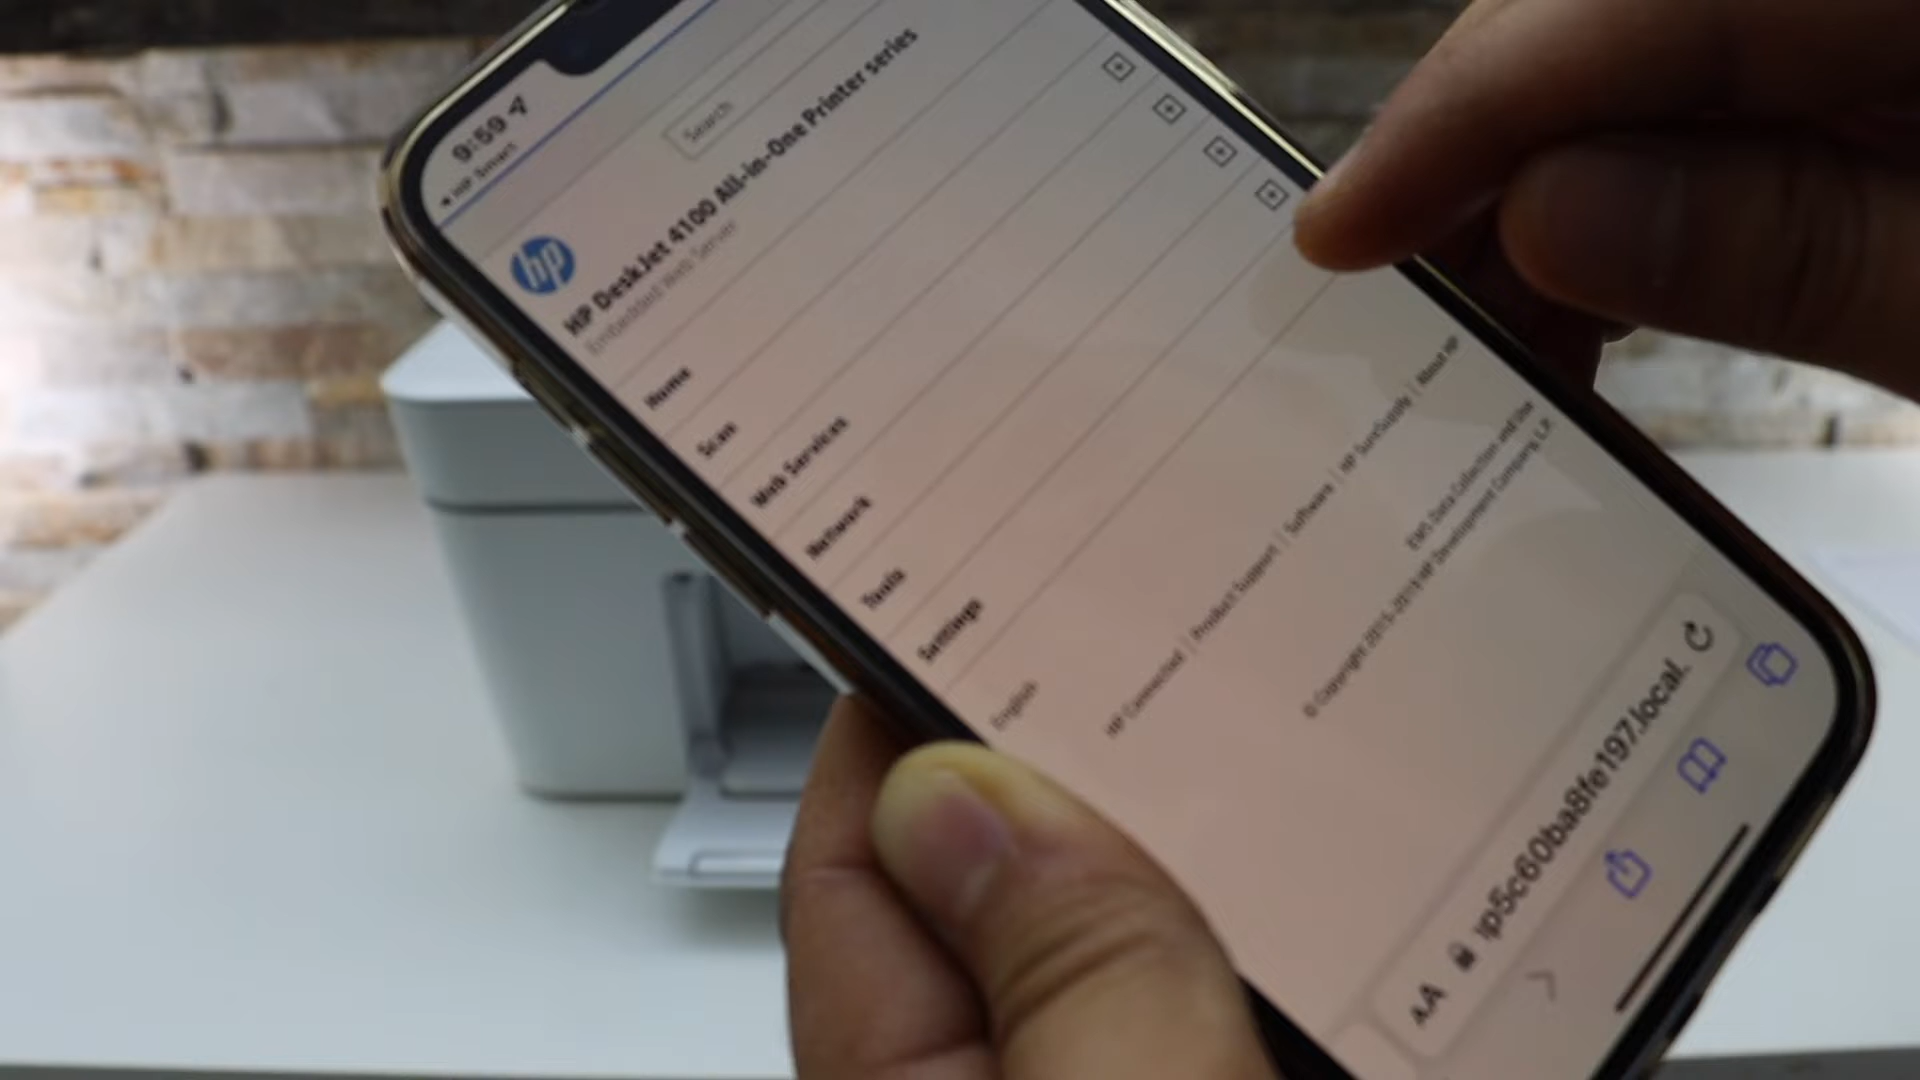 9:59
◂ HP Smart
Search
hp
HP DeskJet 4100 All-in-One Printer series
Embedded Web Server
Home
Scan
Web Services
Network
Tools
Settings
English
HP Connected | Product Support | Software | HP SureSupply | About HP
EWS Data Collection and Use
© Copyright 2015-2019 HP Development Company, L.P.
AA ıp5c60ba8fe197.local.